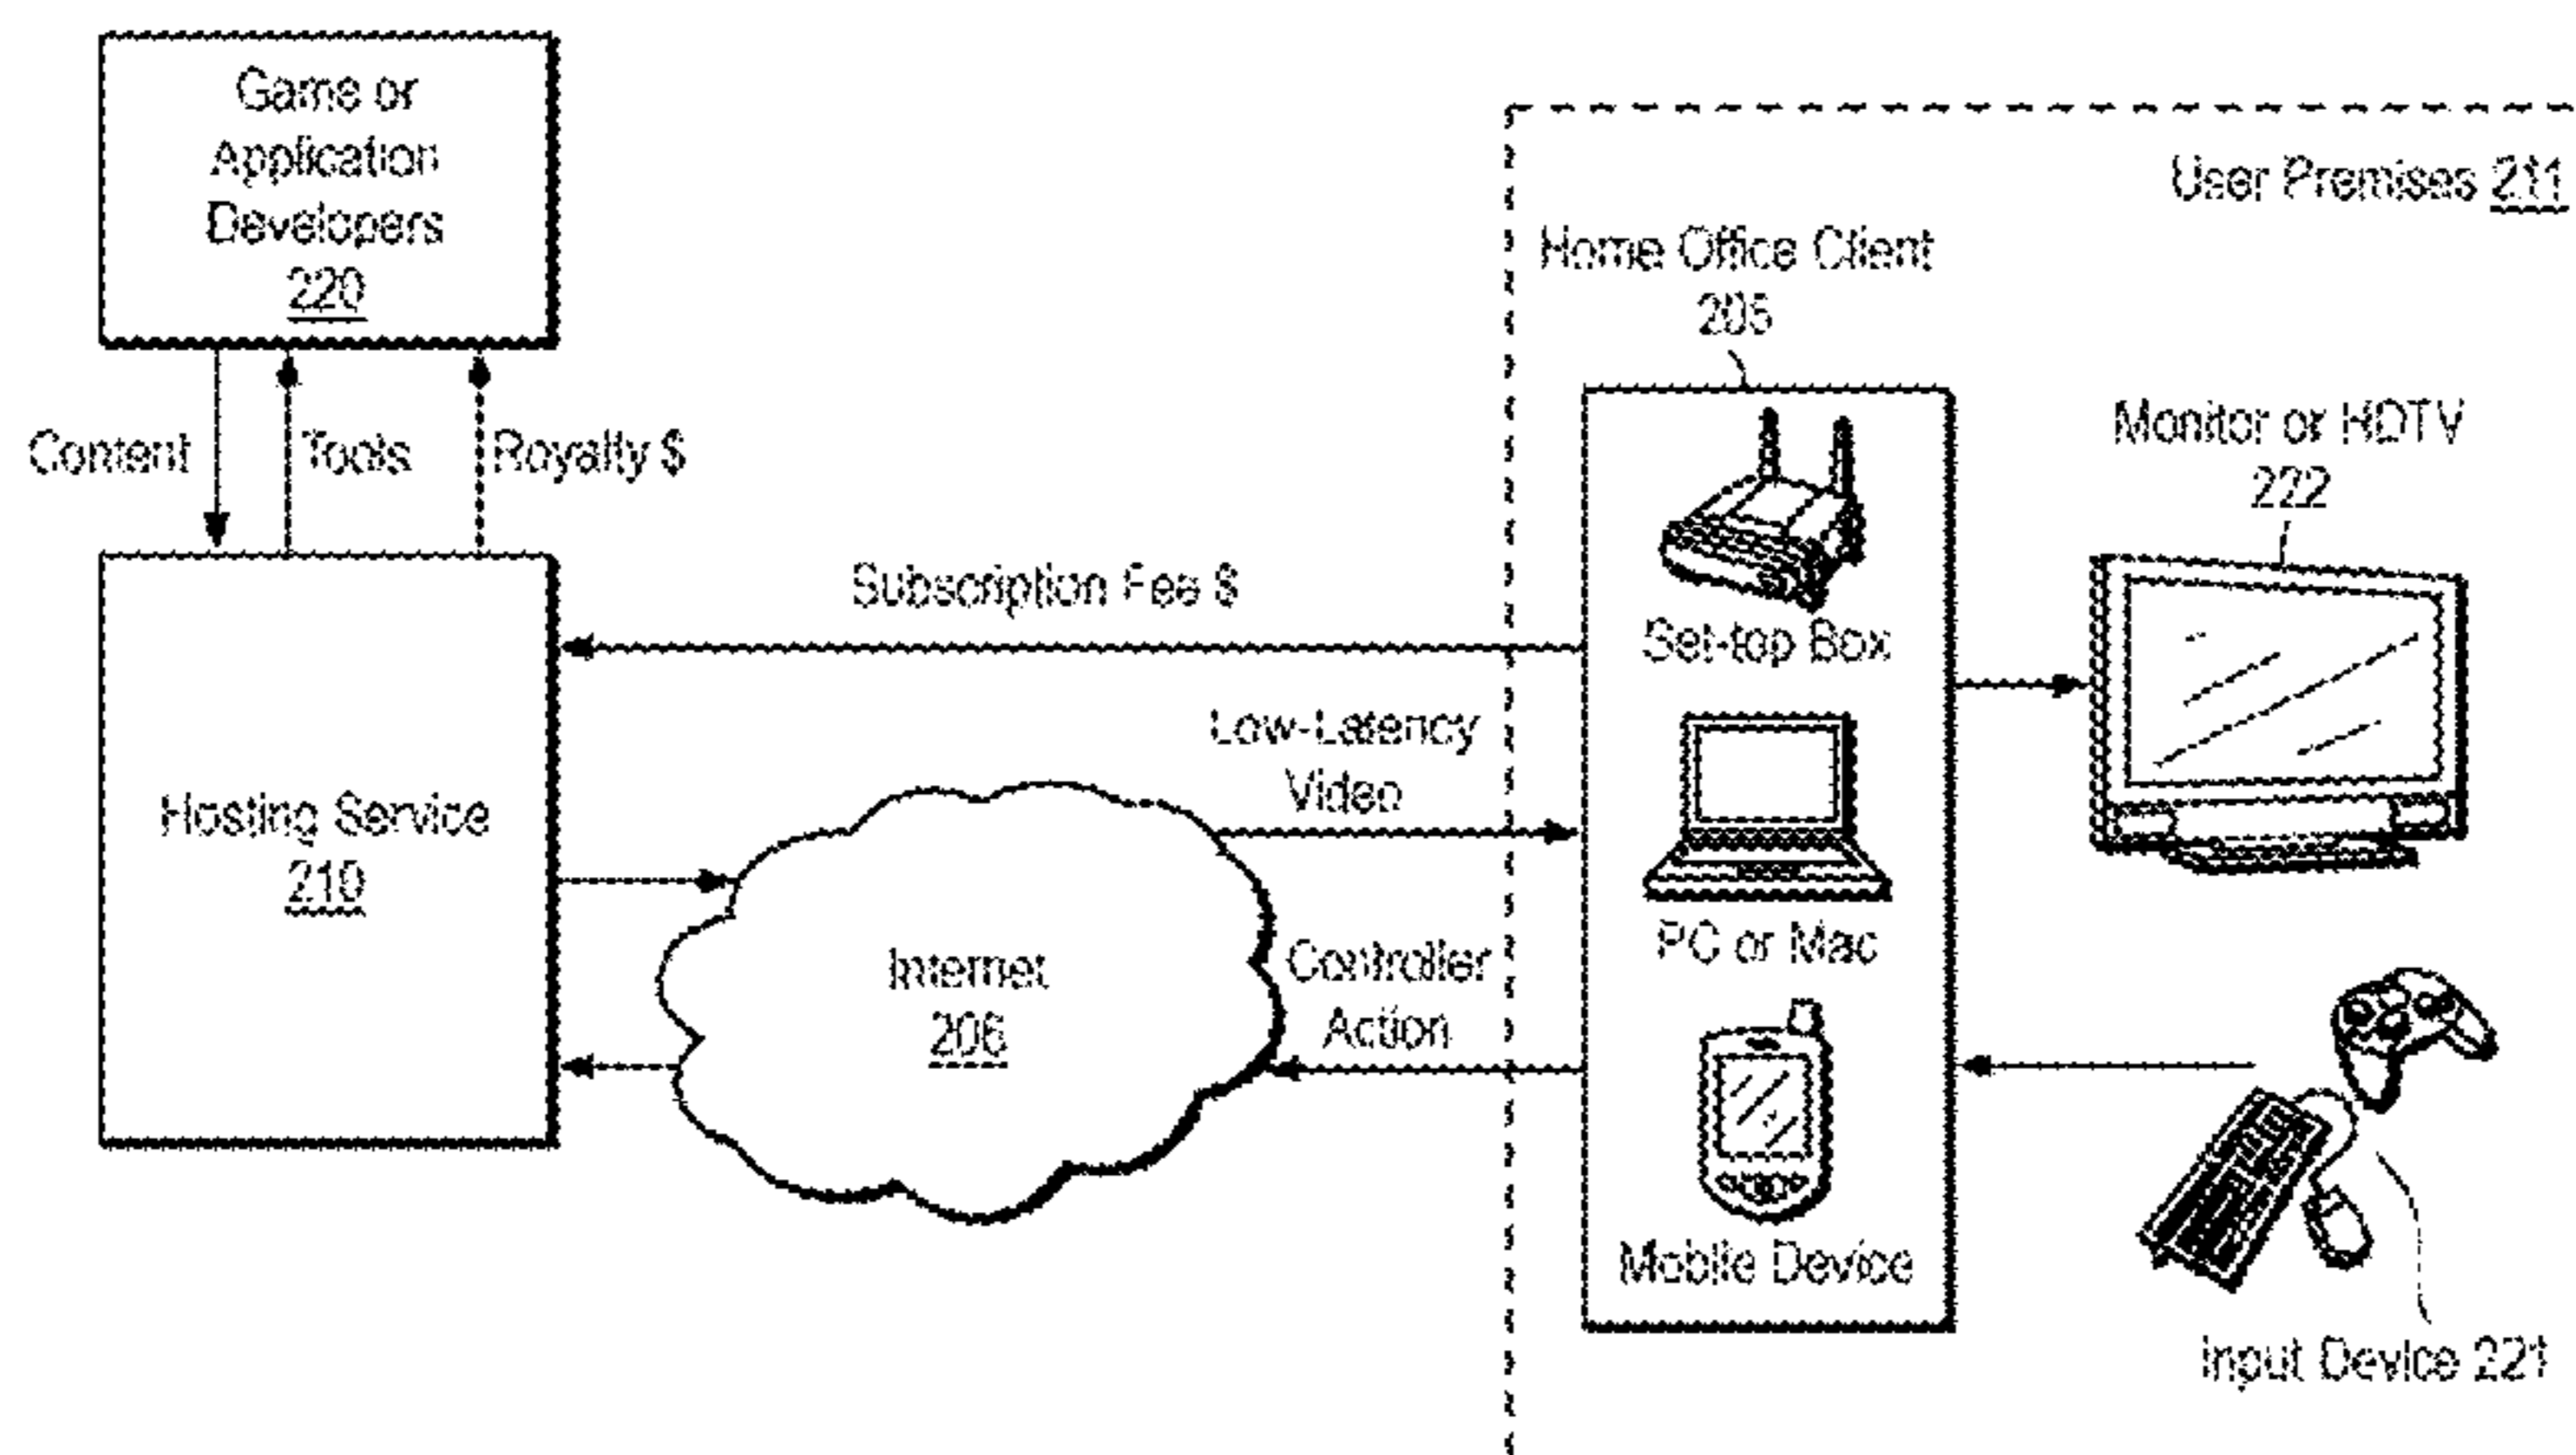 Game or
Application
Developers
220
Content
Tools
Royalty $
Hosting Service
210
Subscription Fee $
Low-Latency
Video
Internet
206
Controller
Action
User Premises 211
Home Office Client
205
Set-top Box
PC or Mac
Mobile Device
Monitor or HDTV
222
Input Device 221